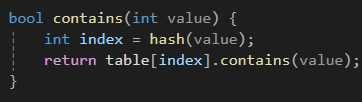 bool contains(int value) {
    int index = hash(value);
    return table[index].contains(value);
}